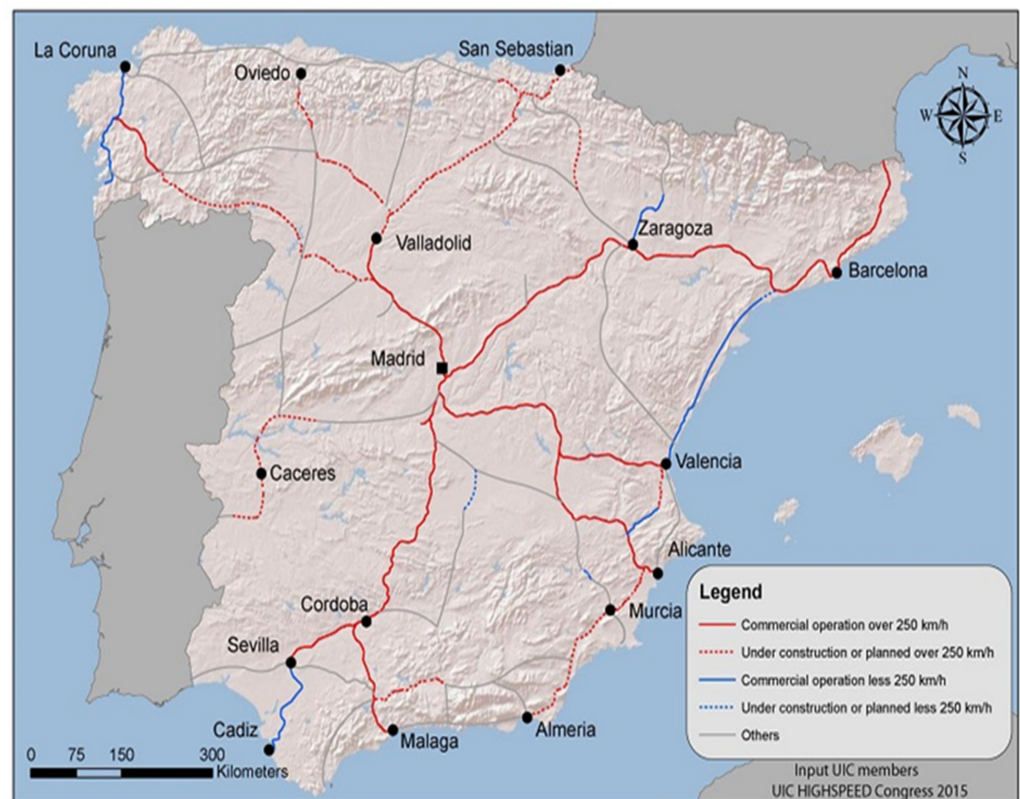 La Coruna
San Sebastian
Oviedo
N
W E
S
Zaragoza
Valladolid
Barcelona
Madrid
Valencia
Caceres
Alicante
Legend
Cordoba
Murcia
Commercial operation over 250 km/h
Sevilla
Under construction or planned over 250 km/h
Commercial operation less 250 km/h
Under construction or planned less 250 km/h
Cadiz
Malaga
Almeria
Others
0 75 150 300
Kilometers
Input UIC members
UIC HIGHSPEED Congress 2015